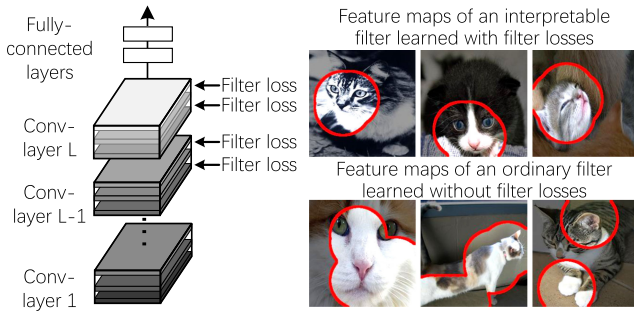 Fully-
connected
layers
Filter loss
Filter loss
Conv-
layer L
Filter loss
Filter loss
Conv-
layer L-1
Conv-
layer 1
Feature maps of an interpretable
filter learned with filter losses
Feature maps of an ordinary filter
learned without filter losses